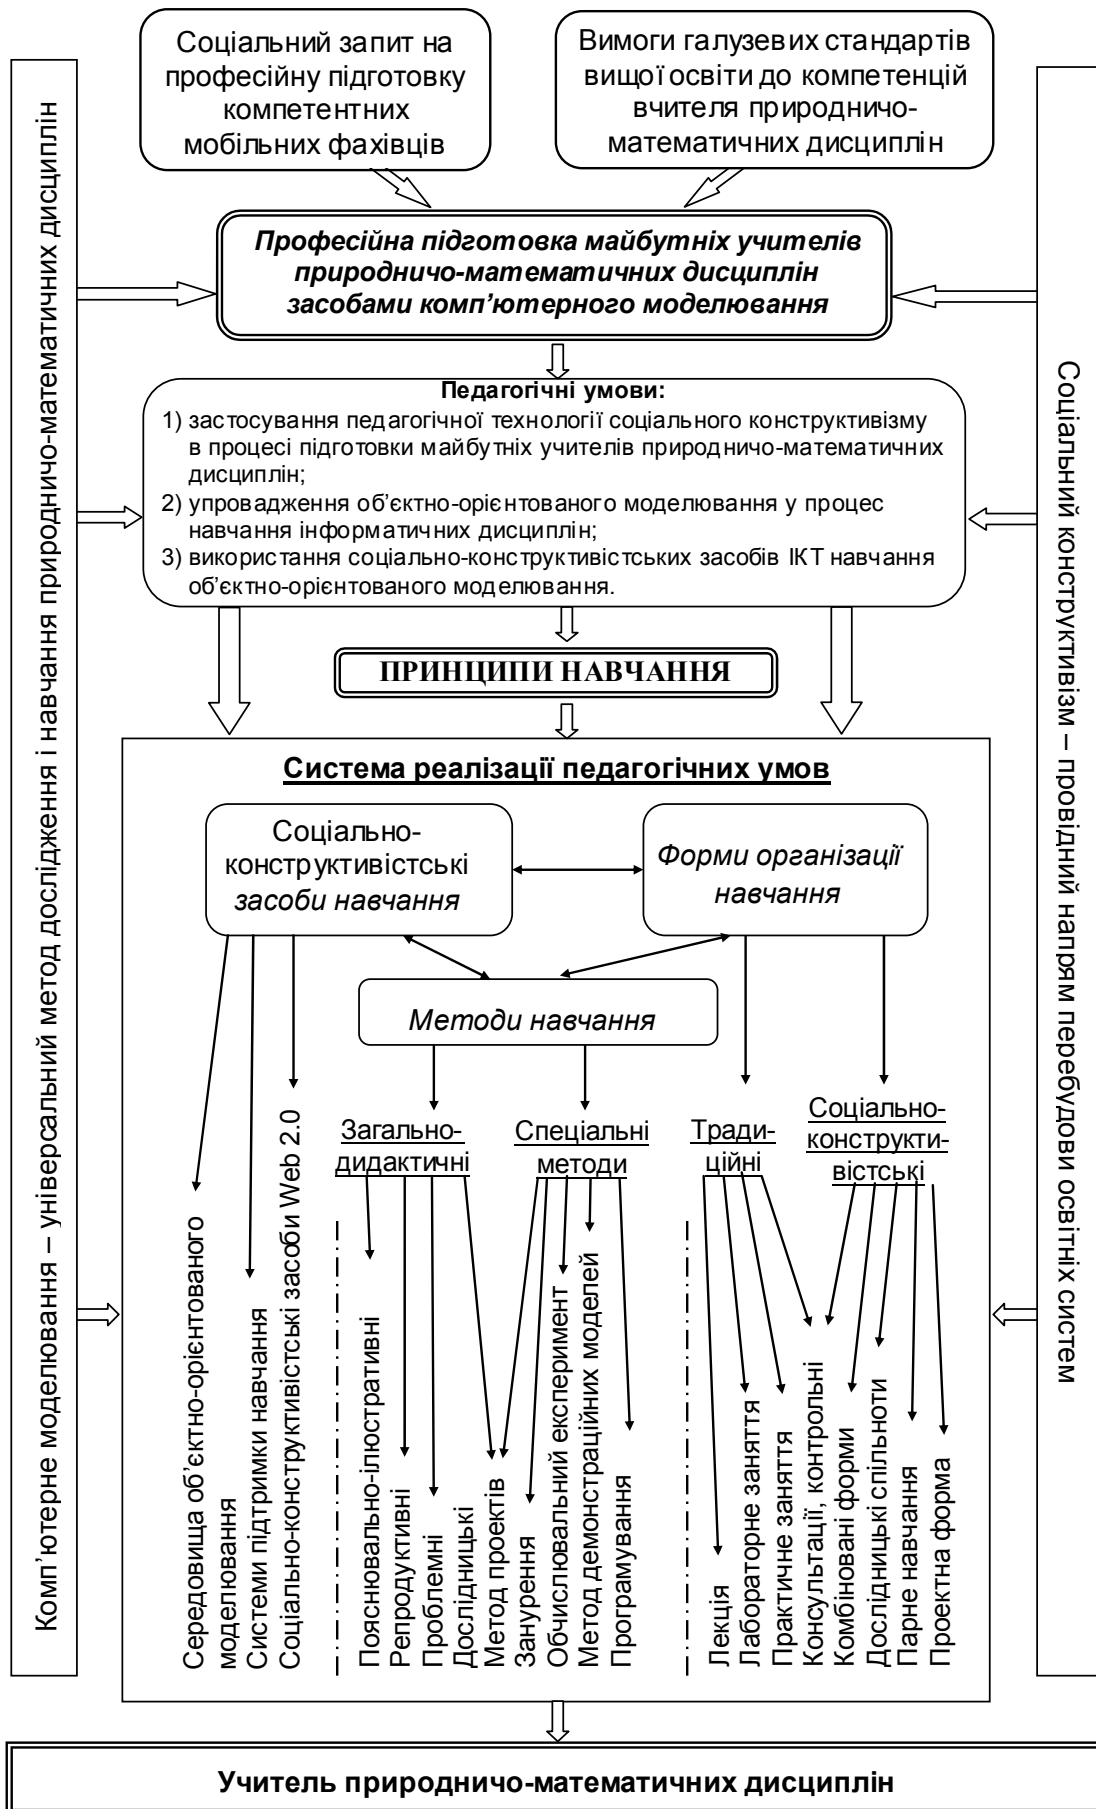 Соціальний запит на
професійну підготовку
компетентних
мобільних фахівців
Вимоги галузевих стандартів
вищої освіти до компетенцій
вчителя природничо-
математичних дисциплін
Комп’ютерне моделювання – універсальний метод дослідження і навчання природничо-математичних дисциплін
Соціальний конструктивізм – провідний напрям перебудови освітніх систем
Професійна підготовка майбутніх учителів
природничо-математичних дисциплін
засобами комп’ютерного моделювання
Педагогічні умови:
1) застосування педагогічної технології соціального конструктивізму
в процесі підготовки майбутніх учителів природничо-математичних
дисциплін;
2) упровадження об’єктно-орієнтованого моделювання у процес
навчання інформатичних дисциплін;
3) використання соціально-конструктивістських засобів ІКТ навчання
об’єктно-орієнтованого моделювання.
ПРИНЦИПИ НАВЧАННЯ
Система реалізації педагогічних умов
Соціально-
конструктивістські
засоби навчання
Форми організації
навчання
Методи навчання
Загально-
дидактичні
Спеціальні
методи
Тради-
ційні
Соціально-
конструкти-
вістські
Середовища об’єктно-орієнтованого
моделювання
Системи підтримки навчання
Соціально-конструктивістські засоби Web 2.0
Пояснювально-ілюстративні
Репродуктивні
Проблемні
Дослідницькі
Метод проектів
Занурення
Обчислювальний експеримент
Метод демонстраційних моделей
Програмування
Лекція
Лабораторне заняття
Практичне заняття
Консультації, контрольні
Комбіновані форми
Дослідницькі спільноти
Парне навчання
Проектна форма
Учитель природничо-математичних дисциплін